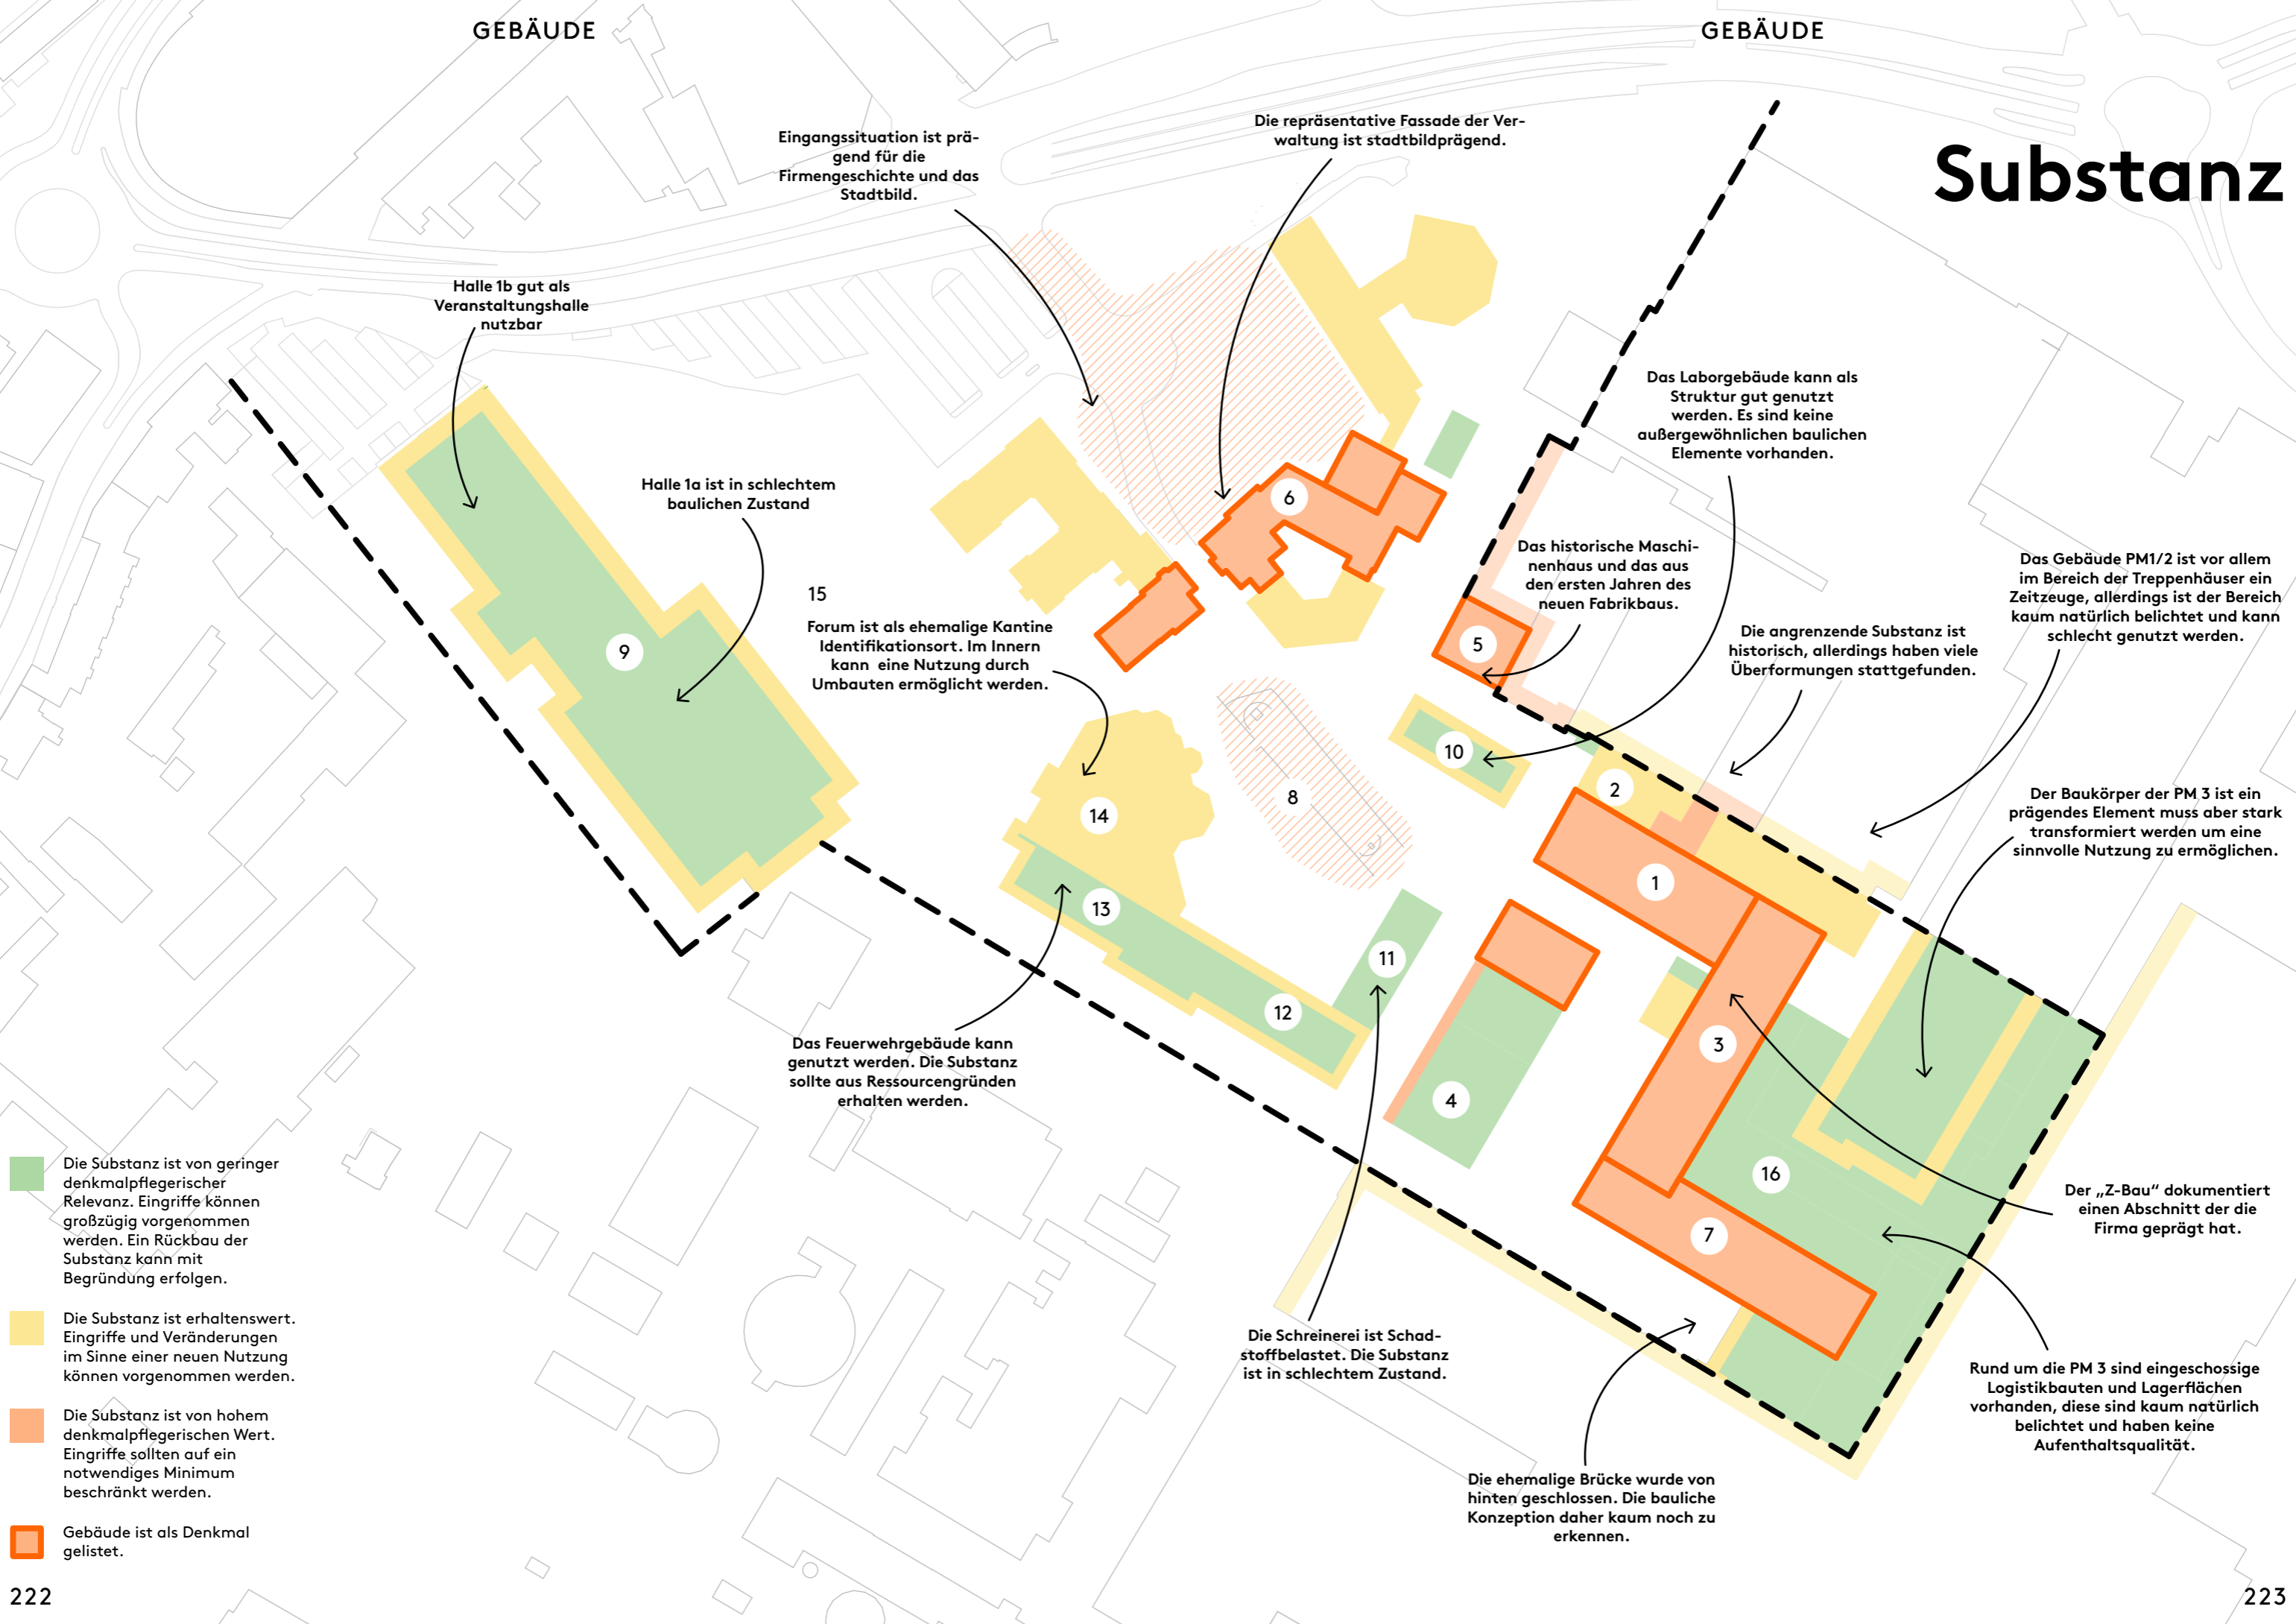 GEBÄUDE
GEBÄUDE
Substanz
Eingangssituation ist prä-
gend für die
Firmengeschichte und das
Stadtbild.
Die repräsentative Fassade der Ver-
waltung ist stadtbildprägend.
Halle 1b gut als
Veranstaltungshalle
nutzbar
Das Laborgebäude kann als
Struktur gut genutzt
werden. Es sind keine
außergewöhnlichen baulichen
Elemente vorhanden.
Halle 1a ist in schlechtem
baulichen Zustand
6
Das historische Maschi-
nenhaus und das aus
den ersten Jahren des
neuen Fabrikbaus.
Das Gebäude PM1/2 ist vor allem
im Bereich der Treppenhäuser ein
Zeitzeuge, allerdings ist der Bereich
kaum natürlich belichtet und kann
schlecht genutzt werden.
15
Forum ist als ehemalige Kantine
Identifikationsort. Im Innern
kann eine Nutzung durch
Umbauten ermöglicht werden.
9
5
Die angrenzende Substanz ist
historisch, allerdings haben viele
Überformungen stattgefunden.
10
2
8
14
Der Baukörper der PM 3 ist ein
prägendes Element muss aber stark
transformiert werden um eine
sinnvolle Nutzung zu ermöglichen.
1
13
11
12
3
4
Das Feuerwehrgebäude kann
genutzt werden. Die Substanz
sollte aus Ressourcengründen
erhalten werden.
16
7
Der „Z-Bau“ dokumentiert
einen Abschnitt der die
Firma geprägt hat.
Die Schreinerei ist Schad-
stoffbelastet. Die Substanz
ist in schlechtem Zustand.
Rund um die PM 3 sind eingeschossige
Logistikbauten und Lagerflächen
vorhanden, diese sind kaum natürlich
belichtet und haben keine
Aufenthaltsqualität.
Die ehemalige Brücke wurde von
hinten geschlossen. Die bauliche
Konzeption daher kaum noch zu
erkennen.
Die Substanz ist von geringer
denkmalpflegerischer
Relevanz. Eingriffe können
großzügig vorgenommen
werden. Ein Rückbau der
Substanz kann mit
Begründung erfolgen.
Die Substanz ist erhaltenswert.
Eingriffe und Veränderungen
im Sinne einer neuen Nutzung
können vorgenommen werden.
Die Substanz ist von hohem
denkmalpflegerischen Wert.
Eingriffe sollten auf ein
notwendiges Minimum
beschränkt werden.
Gebäude ist als Denkmal
gelistet.
222
223